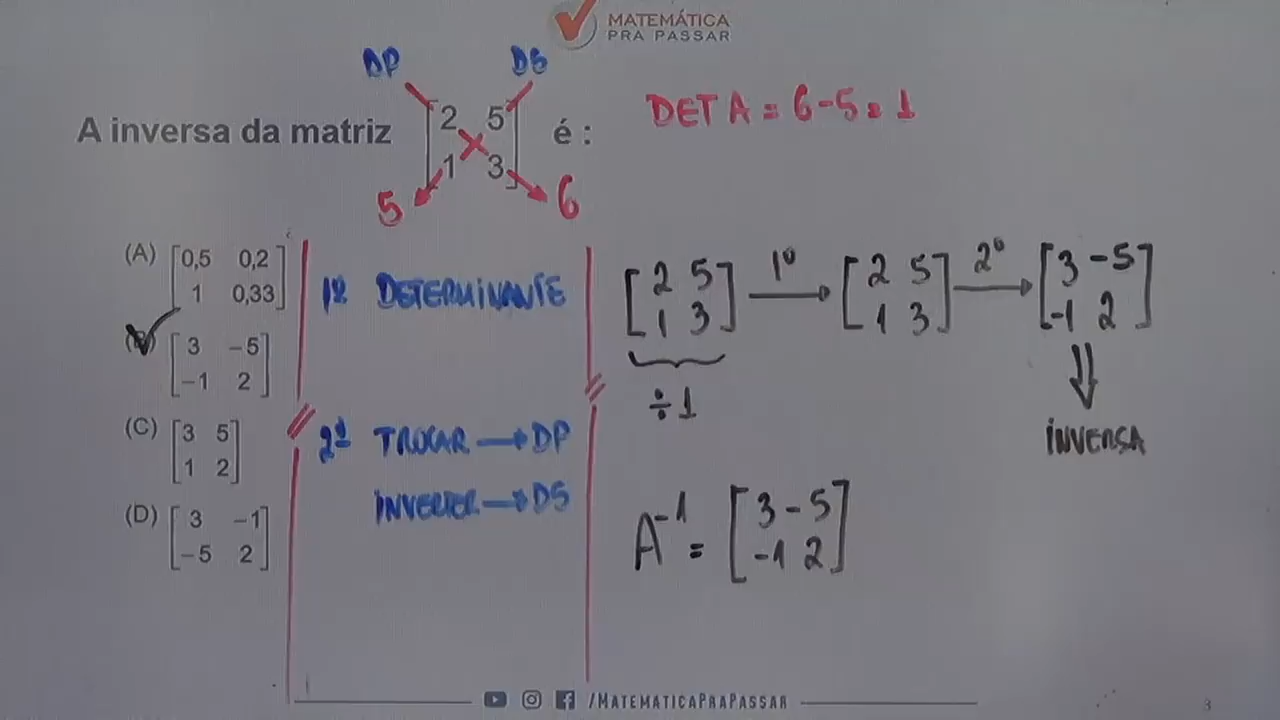 MATEMÁTICA
PRA PASSAR
DP DS
A inversa da matriz [2 5 é :
1 3]
5 6
DET A = 6 - 5 = 1
(A) [0,5 0,2
1 0,33]
(B) [3 -5
-1 2]
(C) [3 5
1 2]
(D) [3 -1
-5 2]
1º DETERMINANTE
2º TROCAR → DP
INVERTER → DS
[2 5 1º → [2 5 2º → [3 -5
1 3] 1 3] -1 2]
÷1
INVERSA
A⁻¹ = [3 -5
-1 2]
/MATEMATICAPRAPASSAR
3